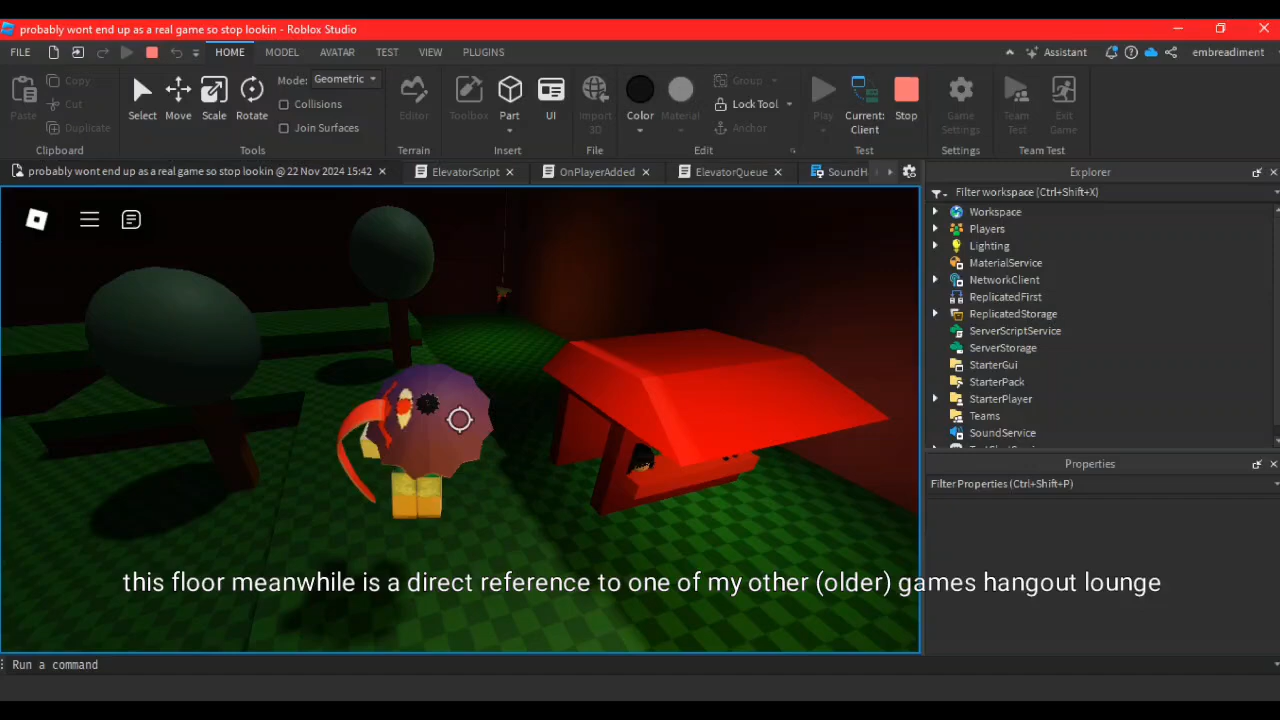 probably wont end up as a real game so stop lookin - Roblox Studio
FILE HOME MODEL AVATAR TEST VIEW PLUGINS Assistant embreadiment
Paste Copy Cut Duplicate Select Move Scale Rotate Mode: Geometric Collisions Join Surfaces Editor Toolbox Part UI Import 3D Color Material Group Lock Tool Anchor Play Current: Client Stop Game Settings Team Test Exit Game
Clipboard Tools Terrain Insert File Edit Test Settings Team Test
probably wont end up as a real game so stop lookin @ 22 Nov 2024 15:42 ElevatorScript OnPlayerAdded ElevatorQueue SoundH Explorer
Filter workspace (Ctrl+Shift+X)
Workspace
Players
Lighting
MaterialService
NetworkClient
ReplicatedFirst
ReplicatedStorage
ServerScriptService
ServerStorage
StarterGui
StarterPack
StarterPlayer
Teams
SoundService
Properties
Filter Properties (Ctrl+Shift+P)
this floor meanwhile is a direct reference to one of my other (older) games hangout lounge
Run a command